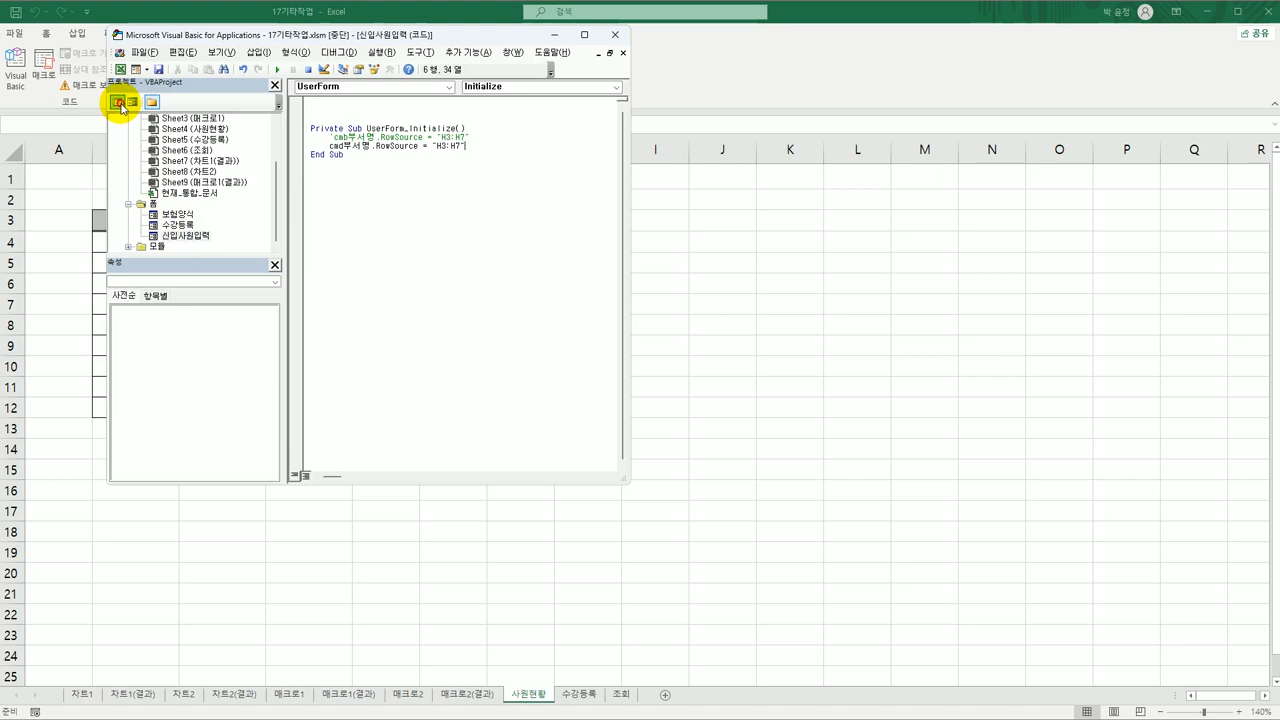 17기타작업 - Excel
검색
박 윤정
파일
홈
삽입
공유
Visual Basic
매크로
매크로 기
상대 참조
매크로 보
코드
Microsoft Visual Basic for Applications - 17기타작업.xlsm [중단] - [신입사원입력 (코드)]
파일(F) 편집(E) 보기(V) 삽입(I) 형식(O) 디버그(D) 실행(R) 도구(T) 추가 기능(A) 창(W) 도움말(H)
6 행, 34 열
프로젝트 - VBAProject
Sheet3 (매크로1)
Sheet4 (사원현황)
Sheet5 (수강등록)
Sheet6 (조회)
Sheet7 (차트1(결과))
Sheet8 (차트2)
Sheet9 (매크로1(결과))
현재_통합_문서
폼
보험양식
수강등록
신입사원입력
모듈
속성
사전순 항목별
UserForm Initialize
Private Sub UserForm_Initialize()
'cmb부서명.RowSource = "H3:H7"
cmd부서명.RowSource = "H3:H7"
End Sub
A I J K L M N O P Q R
1
2
3
4
5
6
7
8
9
10
11
12
13
14
15
16
17
18
19
20
21
22
23
24
25
차트1 차트1(결과) 차트2 차트2(결과) 매크로1 매크로1(결과) 매크로2 매크로2(결과) 사원현황 수강등록 조회
준비
140%